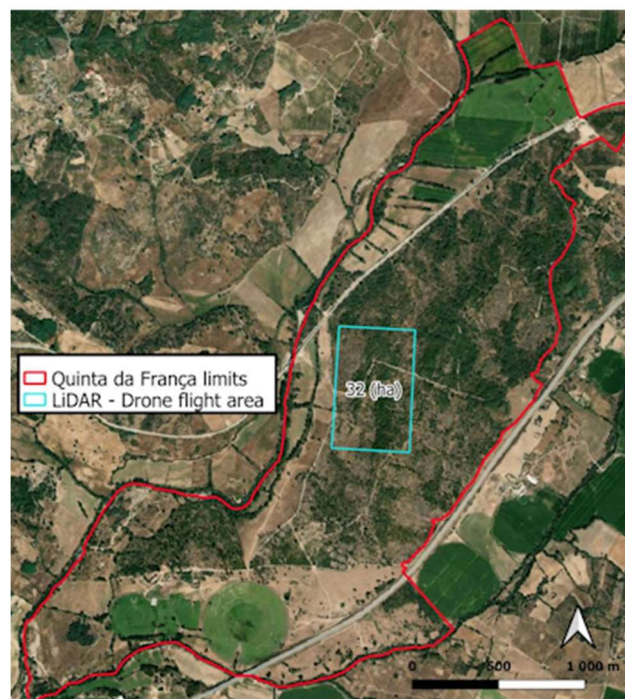 Quinta da França limits
LiDAR - Drone flight area
32 (ha)
0 500 1 000 m